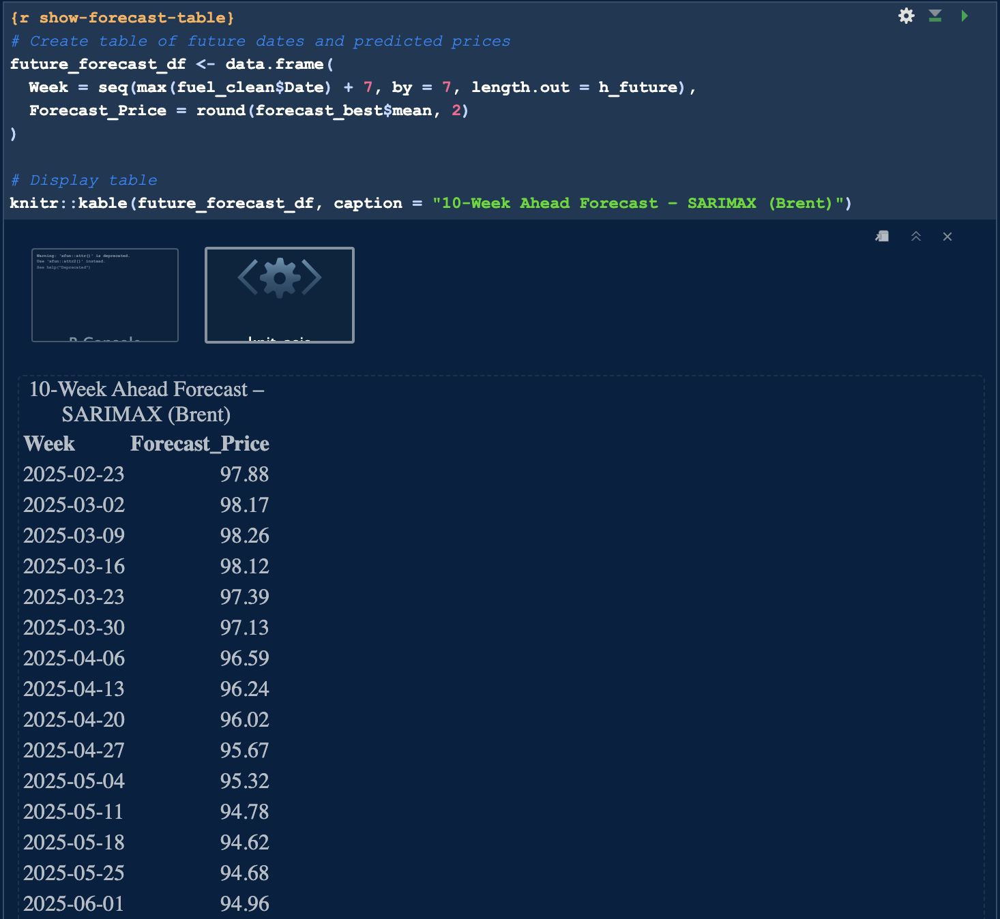 {r show-forecast-table}
# Create table of future dates and predicted prices
future_forecast_df <- data.frame(
  Week = seq(max(fuel_clean$Date) + 7, by = 7, length.out = h_future),
  Forecast_Price = round(forecast_best$mean, 2)
)
# Display table
knitr::kable(future_forecast_df, caption = "10-Week Ahead Forecast – SARIMAX (Brent)")
Warning: 'xfun::attr()' is deprecated.
Use 'xfun::attr2()' instead.
See help("Deprecated")
R Console
knit_asis
10-Week Ahead Forecast –
SARIMAX (Brent)
Week Forecast_Price
2025-02-23 97.88
2025-03-02 98.17
2025-03-09 98.26
2025-03-16 98.12
2025-03-23 97.39
2025-03-30 97.13
2025-04-06 96.59
2025-04-13 96.24
2025-04-20 96.02
2025-04-27 95.67
2025-05-04 95.32
2025-05-11 94.78
2025-05-18 94.62
2025-05-25 94.68
2025-06-01 94.96